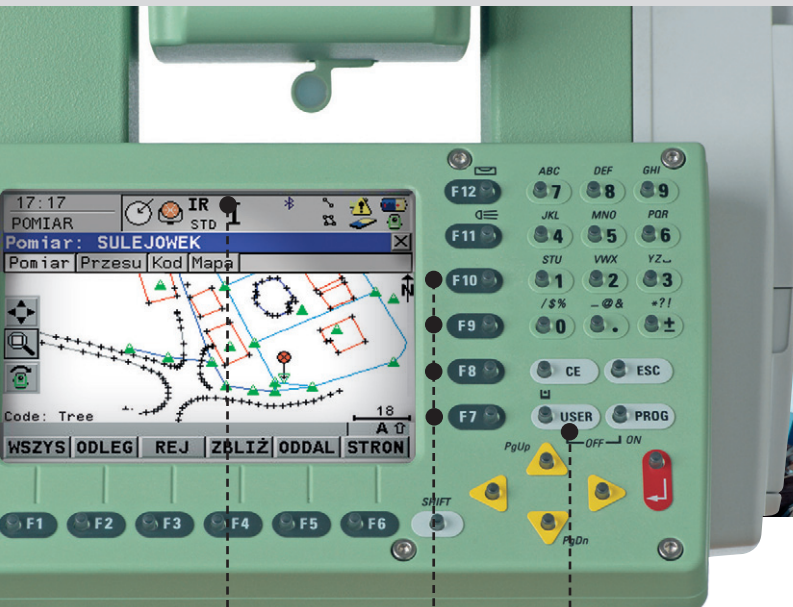 17:17
POMIAR
IR
STD
I
Pomiar: SULEJOWEK
Pomiar Przesu Kod Mapa
N
Code: Tree
18
A
WSZYS ODLEG REJ ZBLIŻ ODDAL STRON
F1 F2 F3 F4 F5 F6
SHIFT
F12
F11
F10
F9
F8
F7
ABC DEF GHI
7 8 9
JKL MNO PQR
4 5 6
STU VWX YZ
1 2 3
/$% _@& *?!
0 . ±
CE ESC
USER PROG
OFF ON
PgUp
PgDn